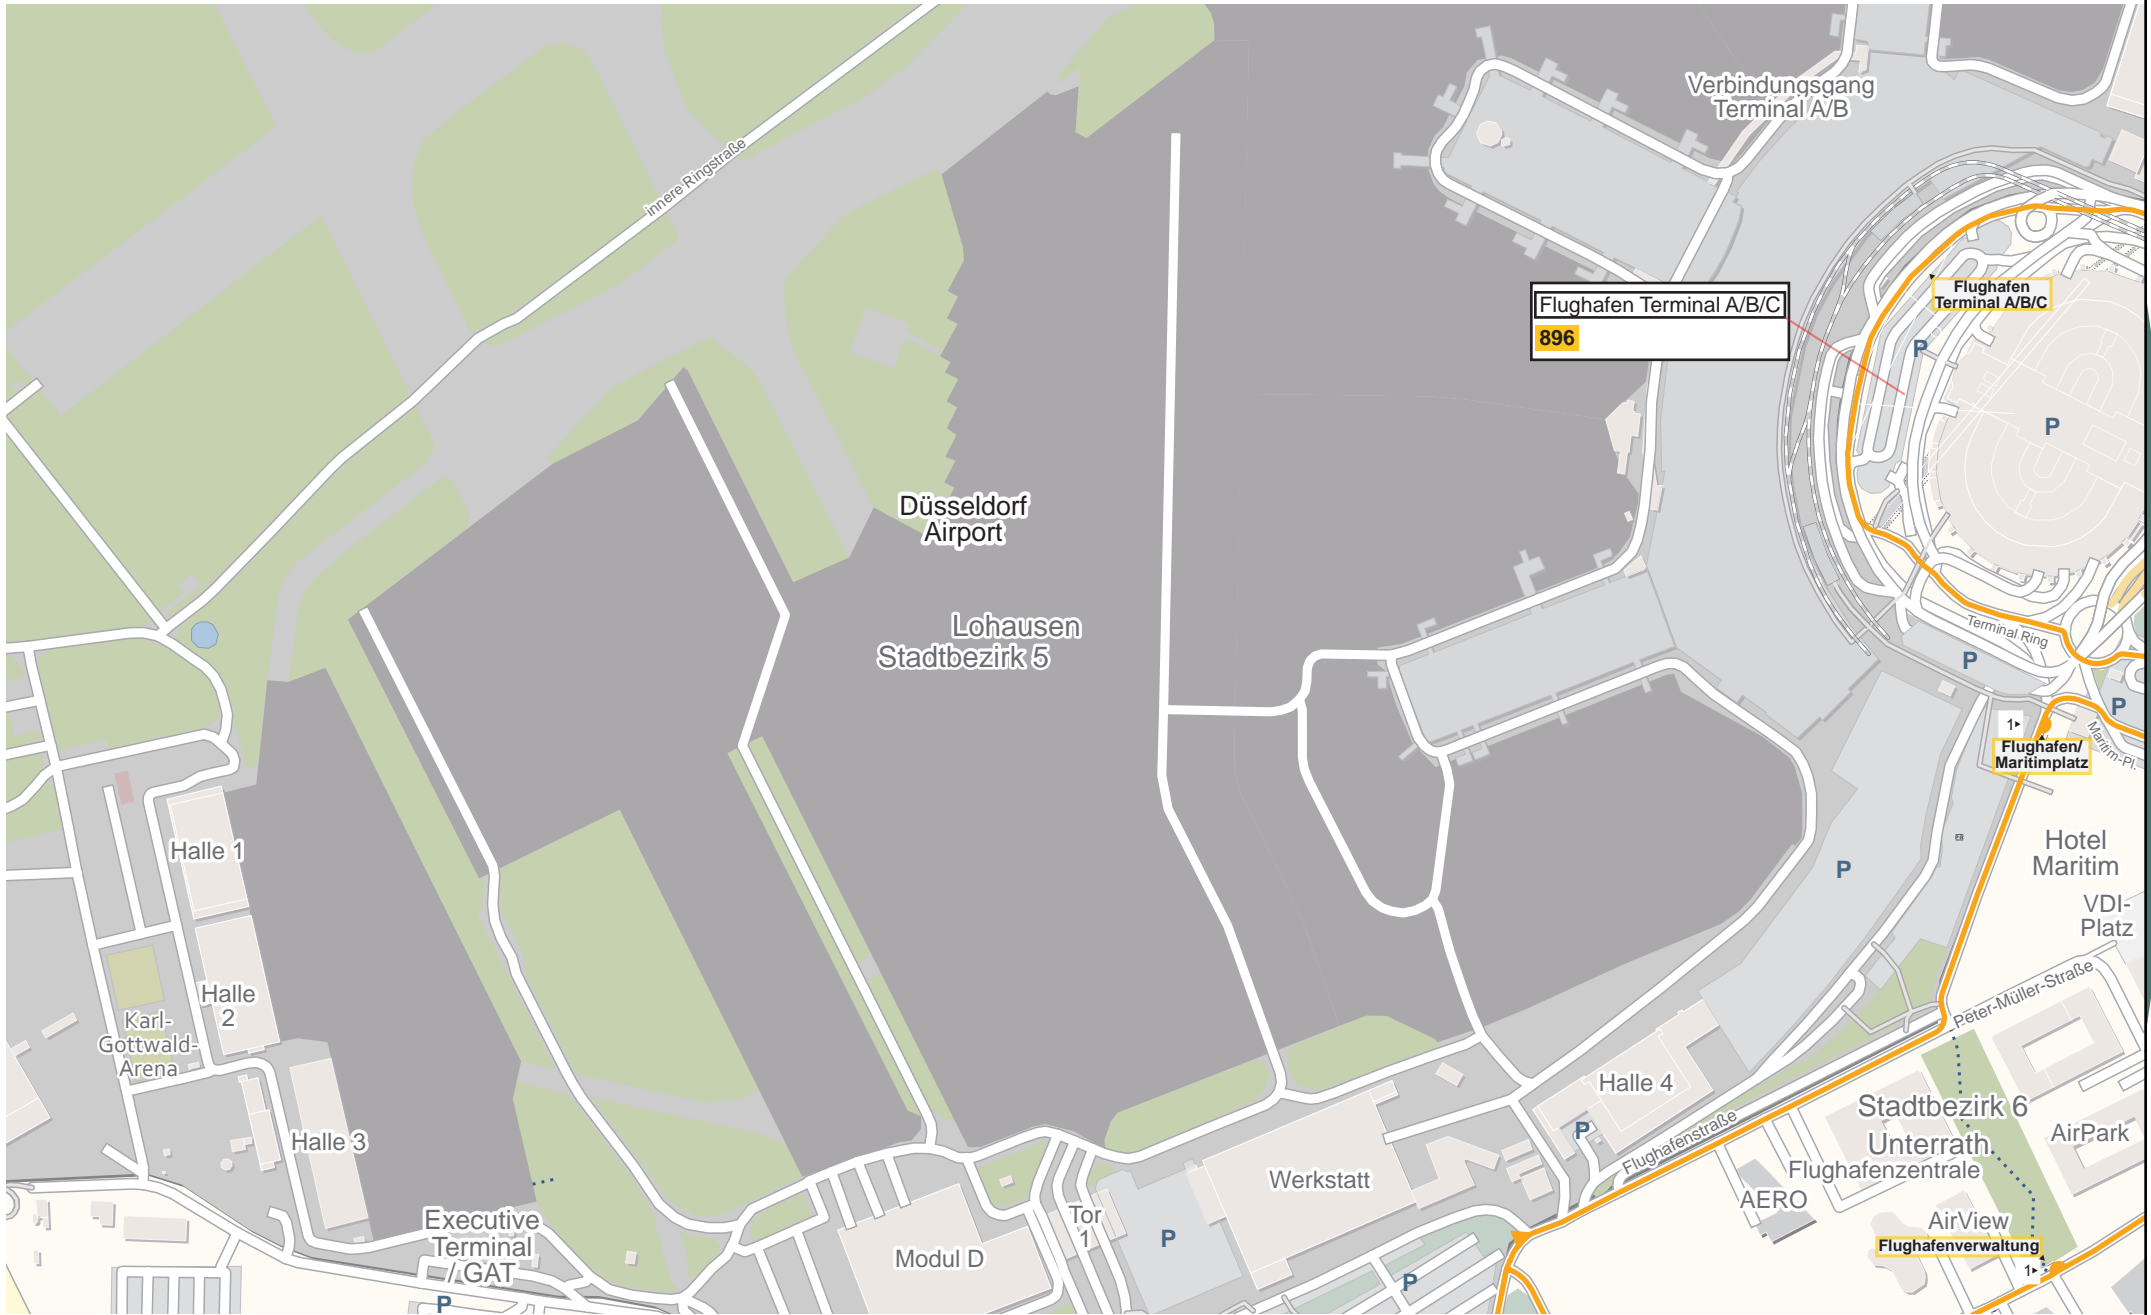 Verbindungsgang
Terminal A/B
innere Ringstraße
Flughafen
Terminal A/B/C
Flughafen Terminal A/B/C
896
P
P
Düsseldorf
Airport
Lohausen
Stadtbezirk 5
Terminal Ring
P
P
1
Flughafen/
Maritimplatz
Maritim-Pl.
Halle 1
Hotel
Maritim
P
VDI-
Platz
Halle
2
Karl-
Gottwald-
Arena
Peter-Müller-Straße
Halle 4
Stadtbezirk 6
Unterrath
AirPark
P
Flughafenstraße
Halle 3
Flughafenzentrale
Werkstatt
AERO
Executive
Terminal
/ GAT
Tor
1
P
AirView
Modul D
Flughafenverwaltung
1
P
P